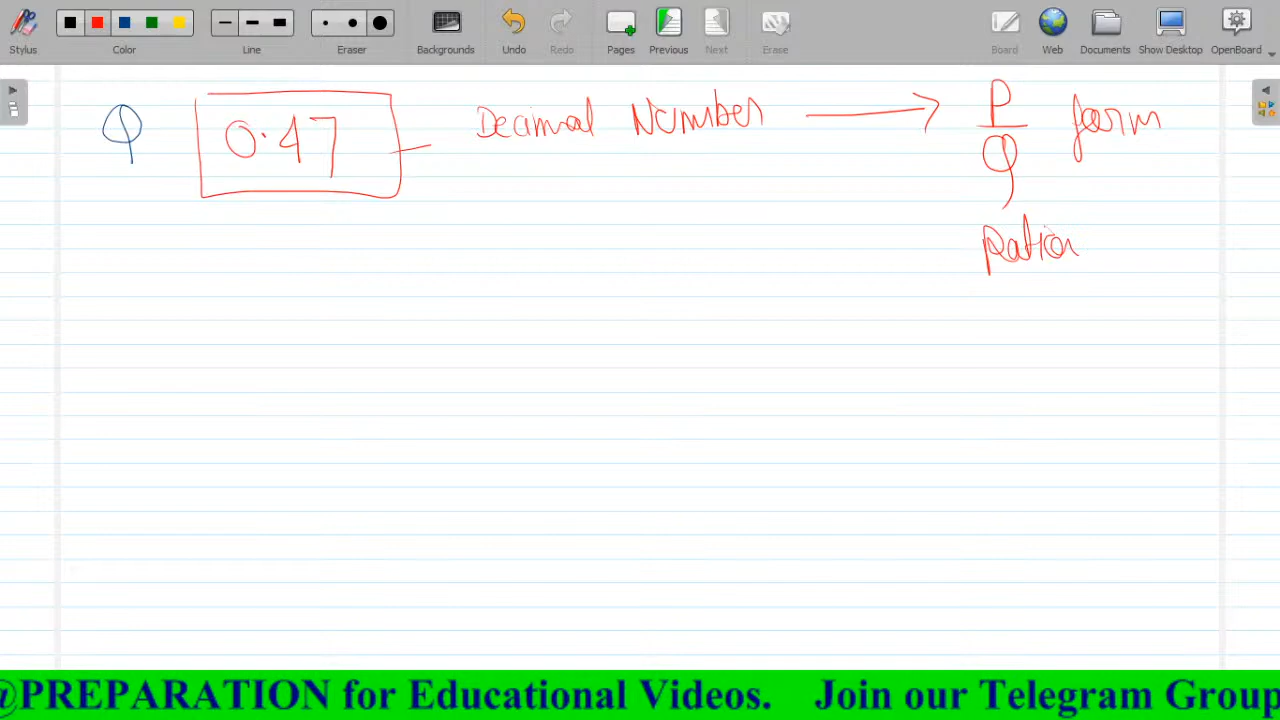 Stylus Color Line Eraser Backgrounds Undo Redo Pages Previous Next Erase Board Web Documents Show Desktop OpenBoard
Q 0.47 Decimal Number → P/Q form
Ration
@PREPARATION for Educational Videos. Join our Telegram Group